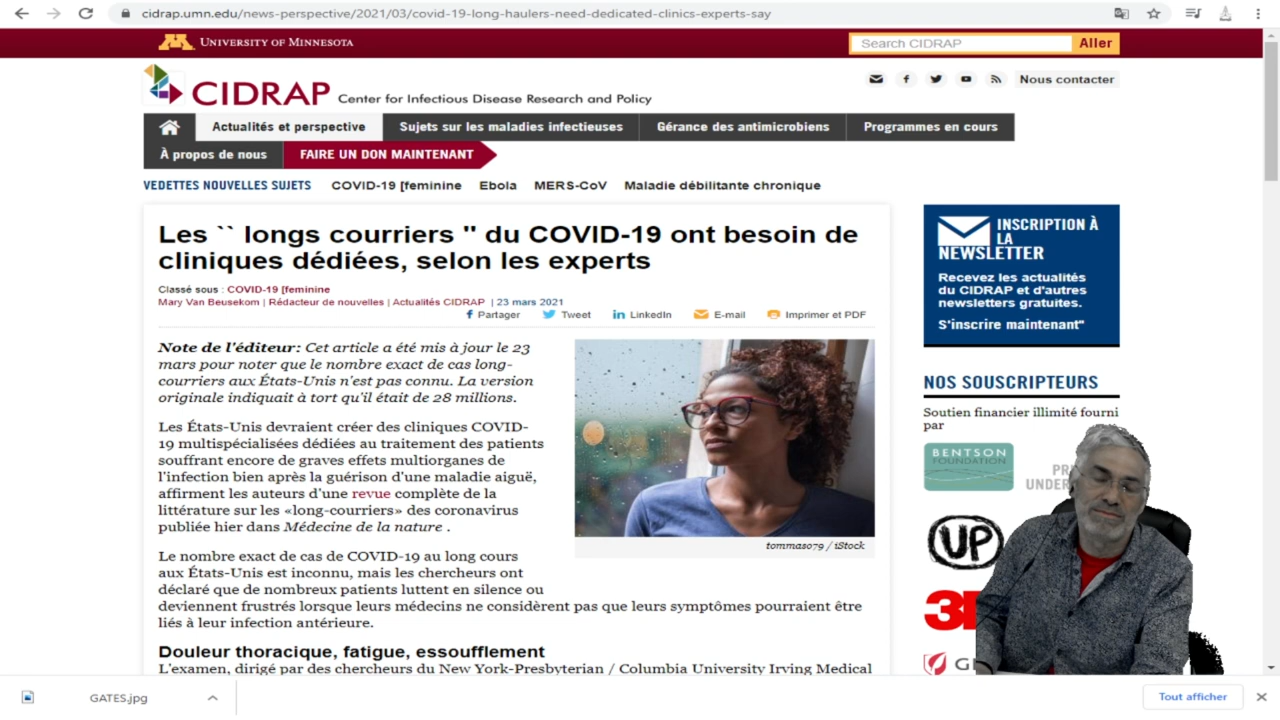 cidrap.umn.edu/news-perspective/2021/03/covid-19-long-haulers-need-dedicated-clinics-experts-say
M UNIVERSITY OF MINNESOTA
Search CIDRAP Aller
CIDRAP Center for Infectious Disease Research and Policy
Nous contacter
Actualités et perspective Sujets sur les maladies infectieuses Gérance des antimicrobiens Programmes en cours
À propos de nous FAIRE UN DON MAINTENANT
VEDETTES NOUVELLES SUJETS COVID-19 [feminine Ebola MERS-CoV Maladie débilitante chronique
Les `` longs courriers '' du COVID-19 ont besoin de
cliniques dédiées, selon les experts
Classé sous : COVID-19 [feminine
Mary Van Beusekom | Rédacteur de nouvelles | Actualités CIDRAP | 23 mars 2021
Partager Tweet LinkedIn E-mail Imprimer et PDF
Note de l'éditeur: Cet article a été mis à jour le 23
mars pour noter que le nombre exact de cas long-
courriers aux États-Unis n'est pas connu. La version
originale indiquait à tort qu'il était de 28 millions.
Les États-Unis devraient créer des cliniques COVID-
19 multispécialisées dédiées au traitement des patients
souffrant encore de graves effets multiorganes de
l'infection bien après la guérison d'une maladie aiguë,
affirment les auteurs d'une revue complète de la
littérature sur les «long-courriers» des coronavirus
publiée hier dans Médecine de la nature .
tommaso79 / iStock
Le nombre exact de cas de COVID-19 au long cours
aux États-Unis est inconnu, mais les chercheurs ont
déclaré que de nombreux patients luttent en silence ou
deviennent frustrés lorsque leurs médecins ne considèrent pas que leurs symptômes pourraient être
liés à leur infection antérieure.
Douleur thoracique, fatigue, essoufflement
L'examen, dirigé par des chercheurs du New York-Presbyterian / Columbia University Irving Medical
INSCRIPTION À
LA
NEWSLETTER
Recevez les actualités
du CIDRAP et d'autres
newsletters gratuites.
S'inscrire maintenant"
NOS SOUSCRIPTEURS
Soutien financier illimité fourni
par
BENTSON
FOUNDATION
UP
GATES.jpg
Tout afficher